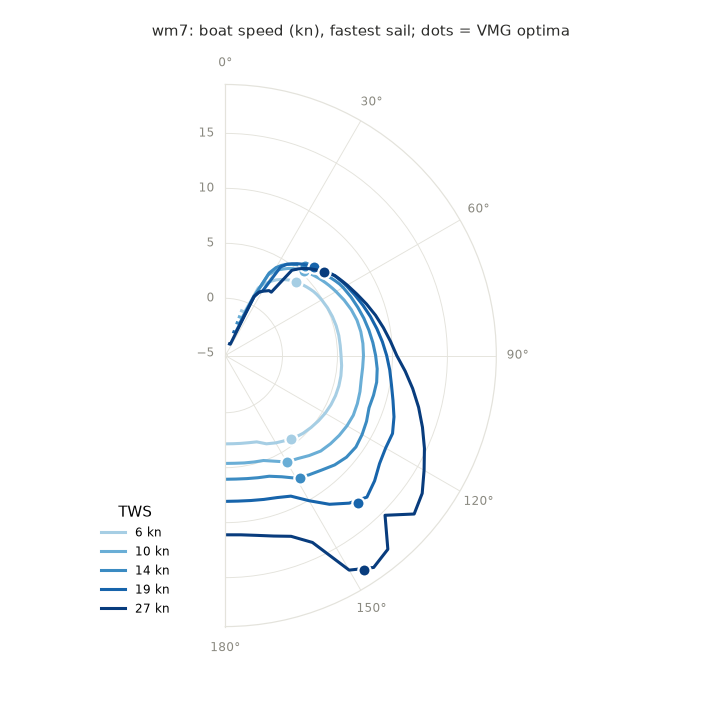 wm7: boat speed (kn), fastest sail; dots = VMG optima
0°
30°
15
10
60°
5
0
−5
90°
120°
TWS
6 kn
10 kn
14 kn
19 kn
27 kn
150°
180°